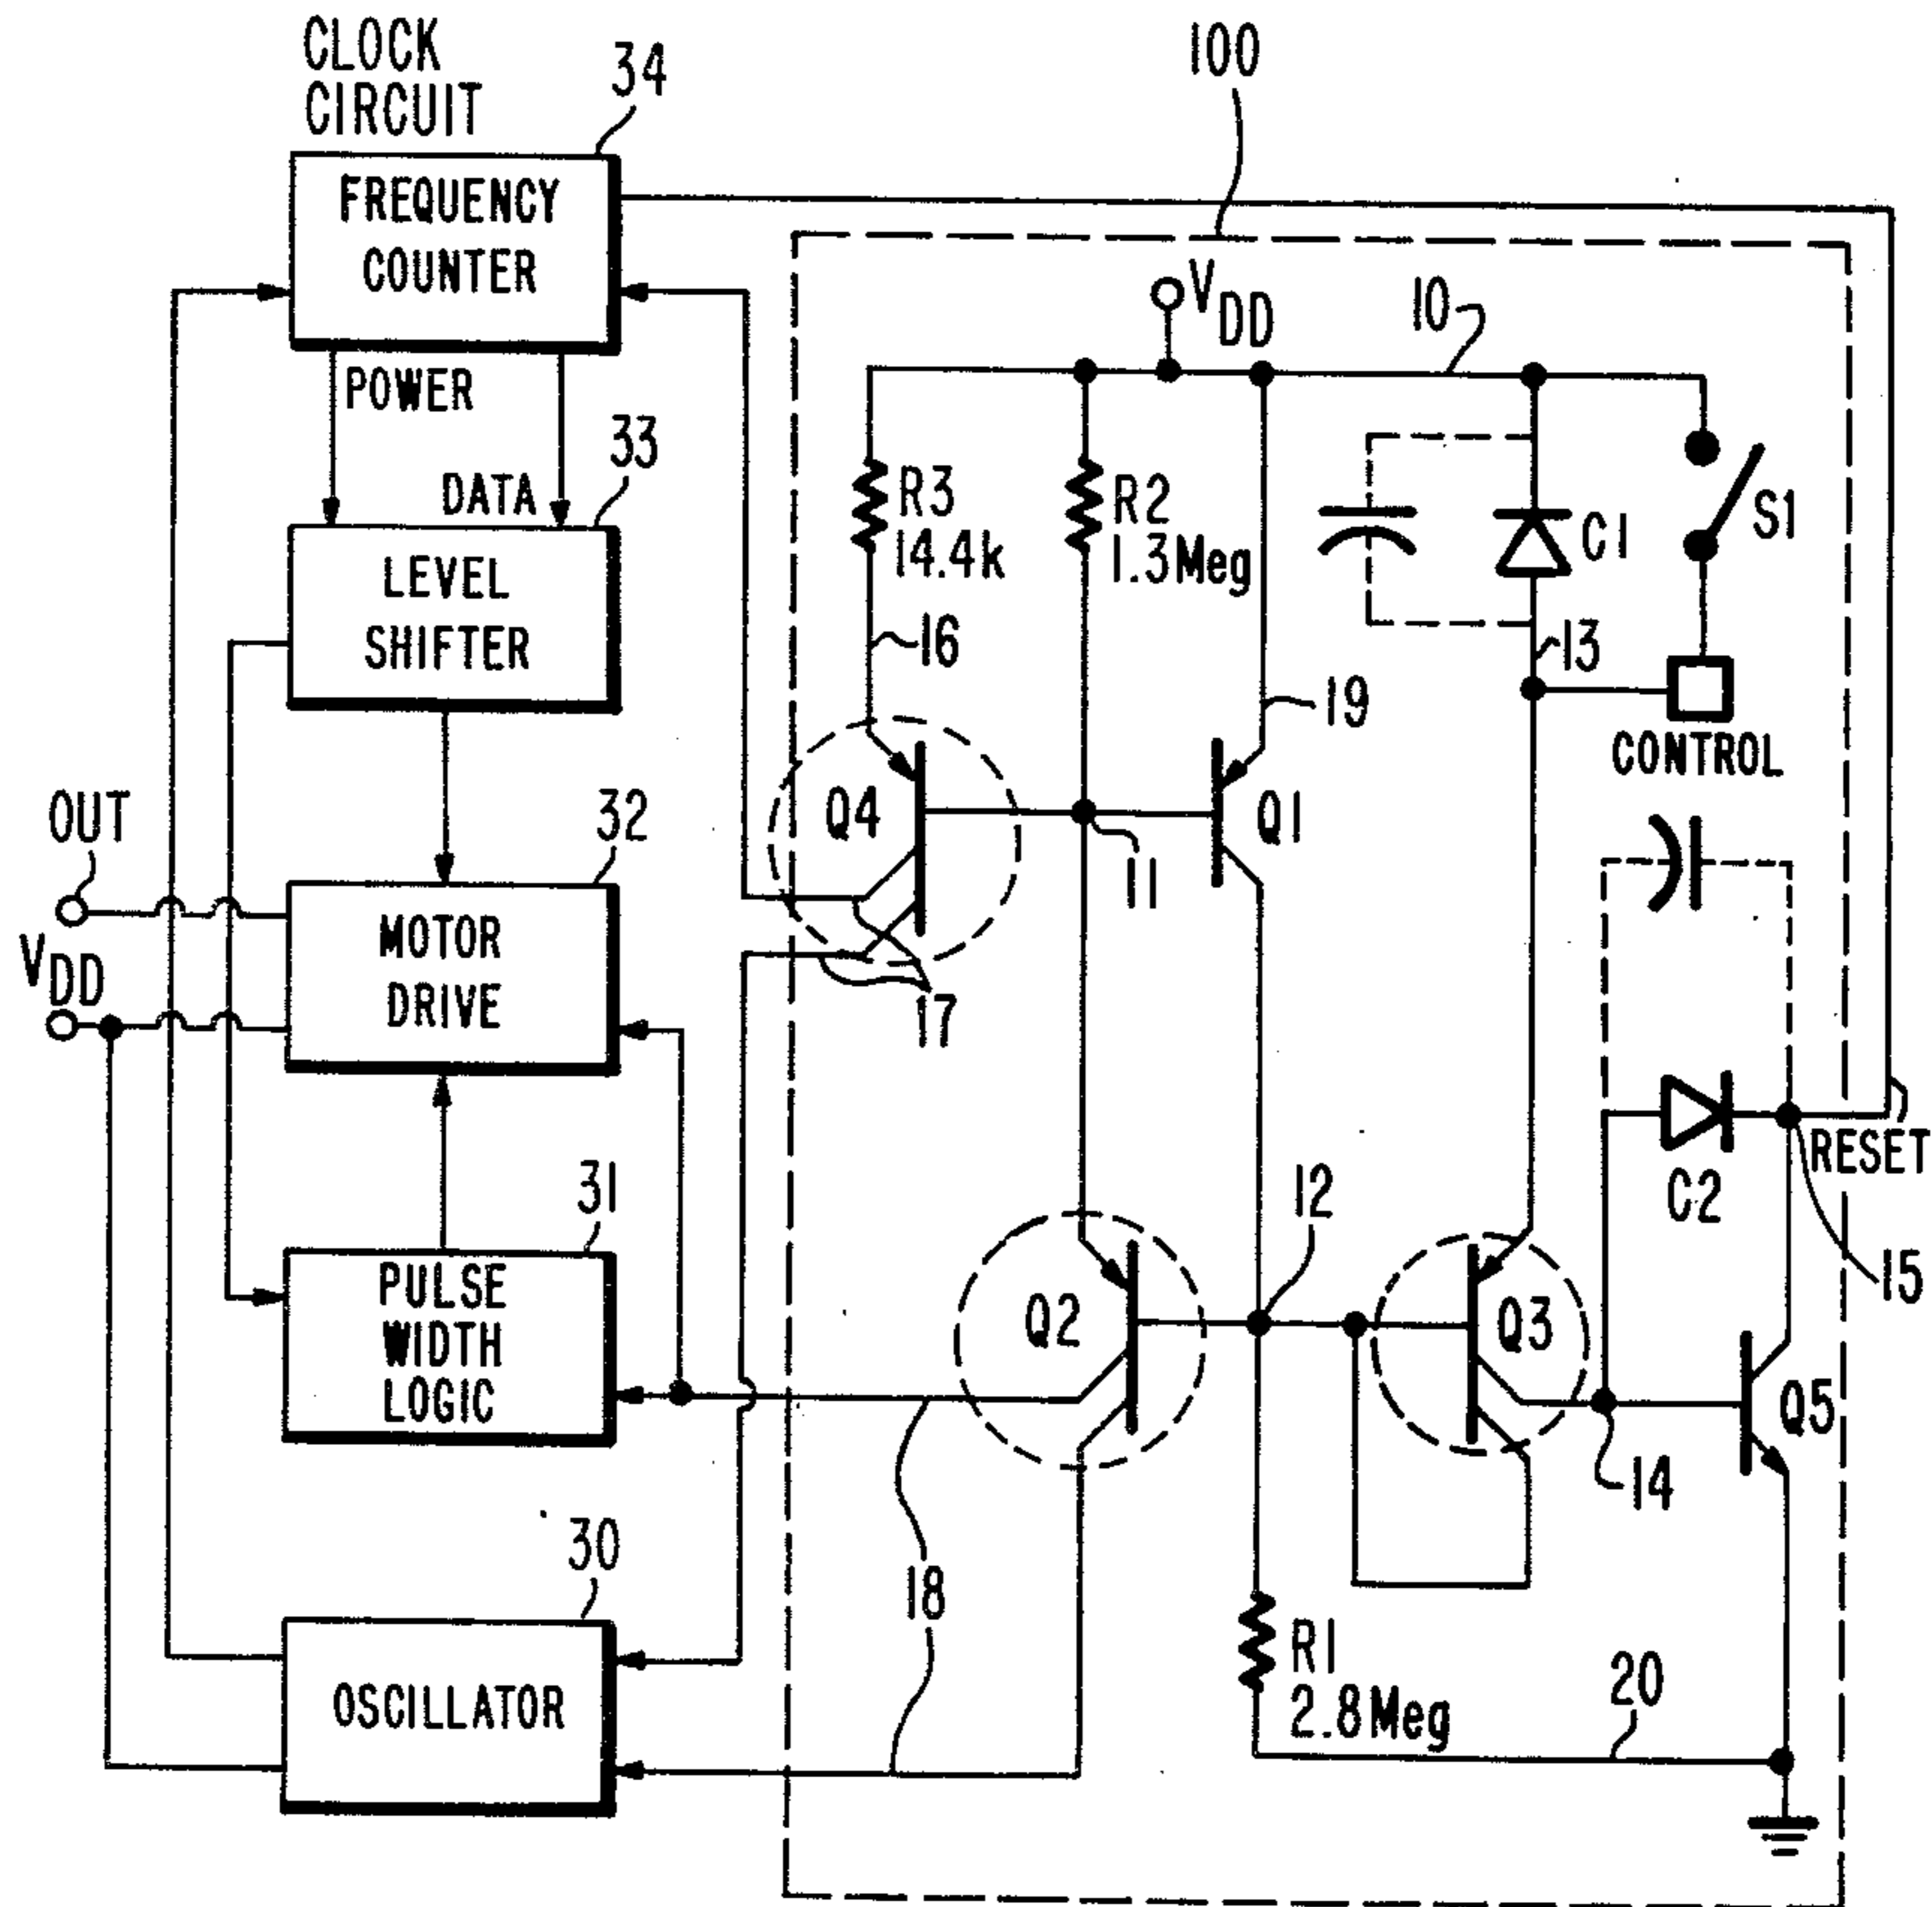 CLOCK
CIRCUIT
34
100
FREQUENCY
COUNTER
V DD
10
POWER
33
DATA
R3
14.4k
R2
1.3Meg
C1
S1
LEVEL
SHIFTER
16
13
19
CONTROL
OUT
32
Q4
Q1
11
MOTOR
DRIVE
V DD
17
RESET
31
12
C2
15
PULSE
WIDTH
LOGIC
Q2
Q3
Q5
14
30
18
R1
2.8Meg
20
OSCILLATOR